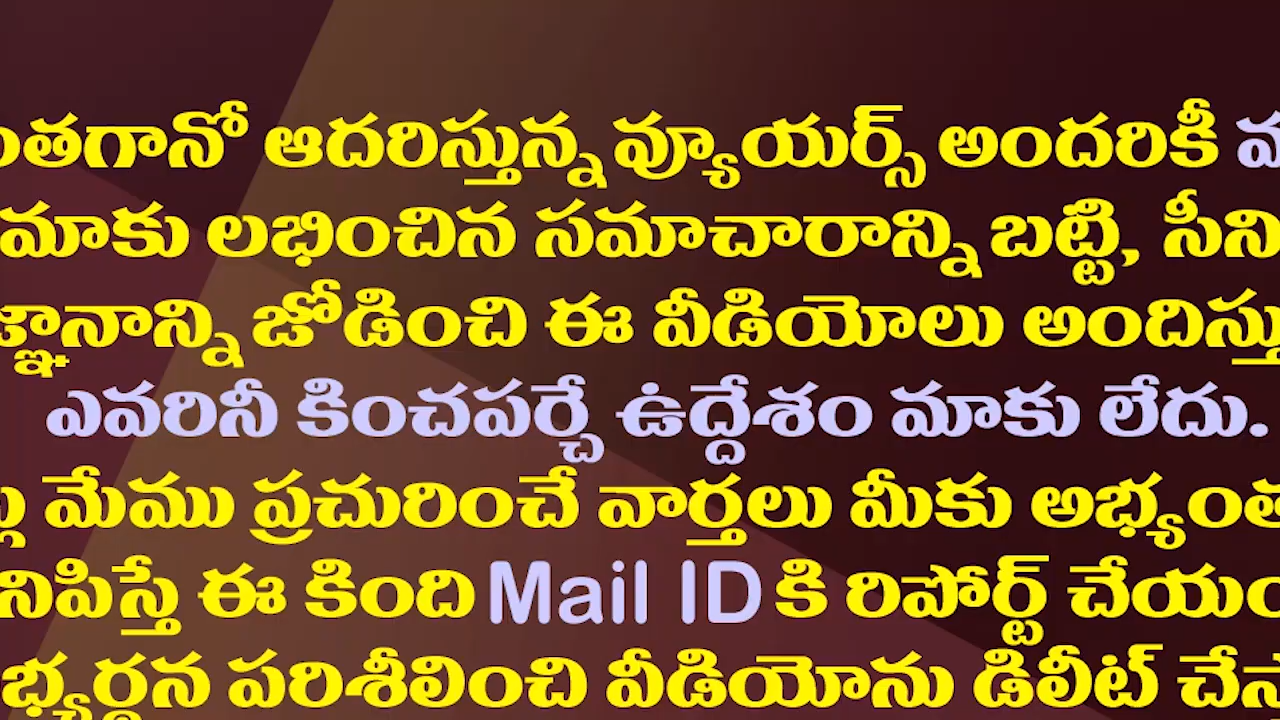 ంతగానో ఆదరిస్తున్న వ్యూయర్స్ అందరికీ
మాకు లభించిన సమాచారాన్ని బట్టి, సీని
జ్ఞానాన్ని జోడించి ఈ వీడియోలు అందిస్తు
ఎవరినీ కించపర్చే ఉద్దేశం మాకు లేదు.
మేము ప్రచురించే వార్తలు మీకు అభ్యంత
నిపిస్తే ఈ కింది Mail ID కి రిపోర్ట్ చేయం
భ్యర్థన పరిశీలించి వీడియోను డిలీట్ చేస